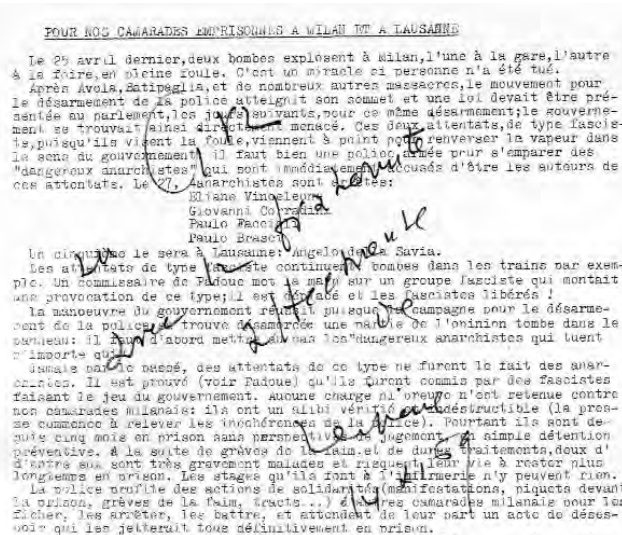 POUR NOS CAMARADES EMPRISONNES A MILAN ET A LAUSANNE
Le 25 avril dernier,deux bombes explosent à Milan,l'une à la gare,l'autre
à la foire,en pleine foule. C'est un miracle si personne n'a été tué.
Après Avola,Batipaglia,et de nombreux autres massacres,le mouvement pour
le désarmement de la police atteignit son sommet et une loi devait être pré-
sentée au parlement,les jours suivants,pour ce même désarmement;le gouverne-
ment se trouvait ainsi directement menacé. Ces deux attentats,de type fascis-
te,puisqu'ils visent la foule,viennent à point pour renverser la vapeur dans
le sens du gouvernement: il faut bien une police armée pour s'emparer des
"dangereux anarchistes" qui sont immédiatement accusés d'être les auteurs de
ces attentats. Le 27, 4anarchistes sont arrêtés:
Eliane Vincileone
Giovanni Corradini
Paulo Faccioli
Paulo Braschi
Un cinquième le sera à Lausanne: Angelo della Savia.
Les attentats de type fasciste continuent, bombes dans les trains par exem-
ple. Un commissaire de Padoue met la main sur un groupe fasciste qui montait
une provocation de ce type;il est déplacé et les fascistes libérés !
La manoeuvre du gouvernement réussit puisque la campagne pour le désarme-
ment de la police se trouve désamorcée une partie de l'opinion tombe dans le
panneau: il faut d'abord mettre au pas les"dangereux anarchistes qui tuent
n'importe qui
Jamais par le passé, des attentats de ce type ne furent le fait des anar-
chistes. Il est prouvé (voir Padoue) qu'ils furent commis par des fascistes
faisant le jeu du gouvernement. Aucune charge ni preuve n'est retenue contre
nos camarades milanais: ils ont un alibi vérifié indestructible (la pres-
se commence à relever les incohérences de la police). Pourtant ils sont de-
puis cinq mois en prison sans perspective de jugement, en simple détention
préventive. A la suite de grèves de la faim et de durs traitements,deux d'
d'entre eux sont très gravement malades et risquent leur vie à rester plus
longtemps en prison. Les stages qu'ils font à l'infirmerie n'y peuvent rien.
La police profite des actions de solidarités(manifestations, piquets devant
la prison, grèves de la faim, tracts...) d'autres camarades milanais pour les
ficher, les arrêter, les battre, et attendent de leur part un acte de déses-
poir qui les jetterait tous définitivement en prison.